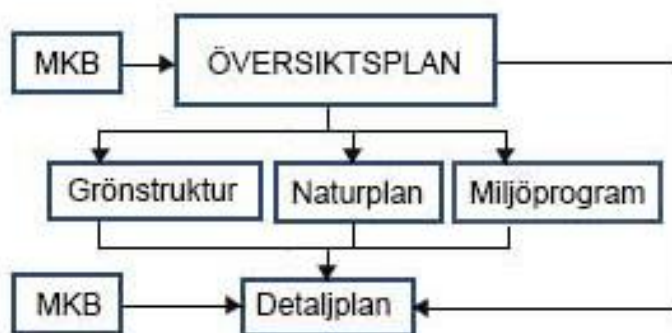 MKB
ÖVERSIKTSPLAN
Grönstruktur
Naturplan
Miljöprogram
MKB
Detaljplan